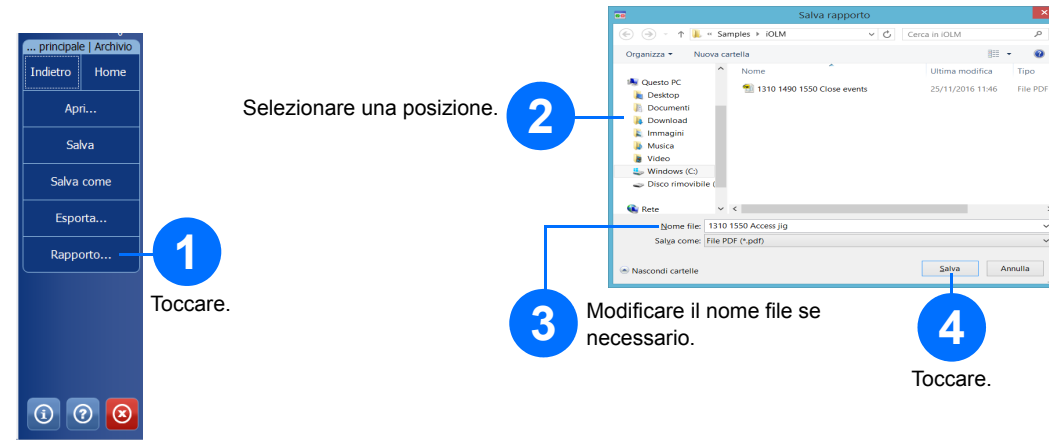 ... principale | Archivio
Indietro Home
Apri...
Salva
Salva come
Esporta...
Rapporto...
1
Toccare.
Selezionare una posizione.
2
Salva rapporto
Samples iOLM
Cerca in iOLM
Organizza Nuova cartella
Nome Ultima modifica Tipo
Questo PC
Desktop
Documenti
Download
Immagini
Musica
Video
Windows (C:)
Disco rimovibile (
Rete
1310 1490 1550 Close events 25/11/2016 11:46 File PDF
Nome file: 1310 1550 Access jig
Salva come: File PDF (*.pdf)
Nascondi cartelle
Salva Annulla
3
Modificare il nome file se
necessario.
4
Toccare.